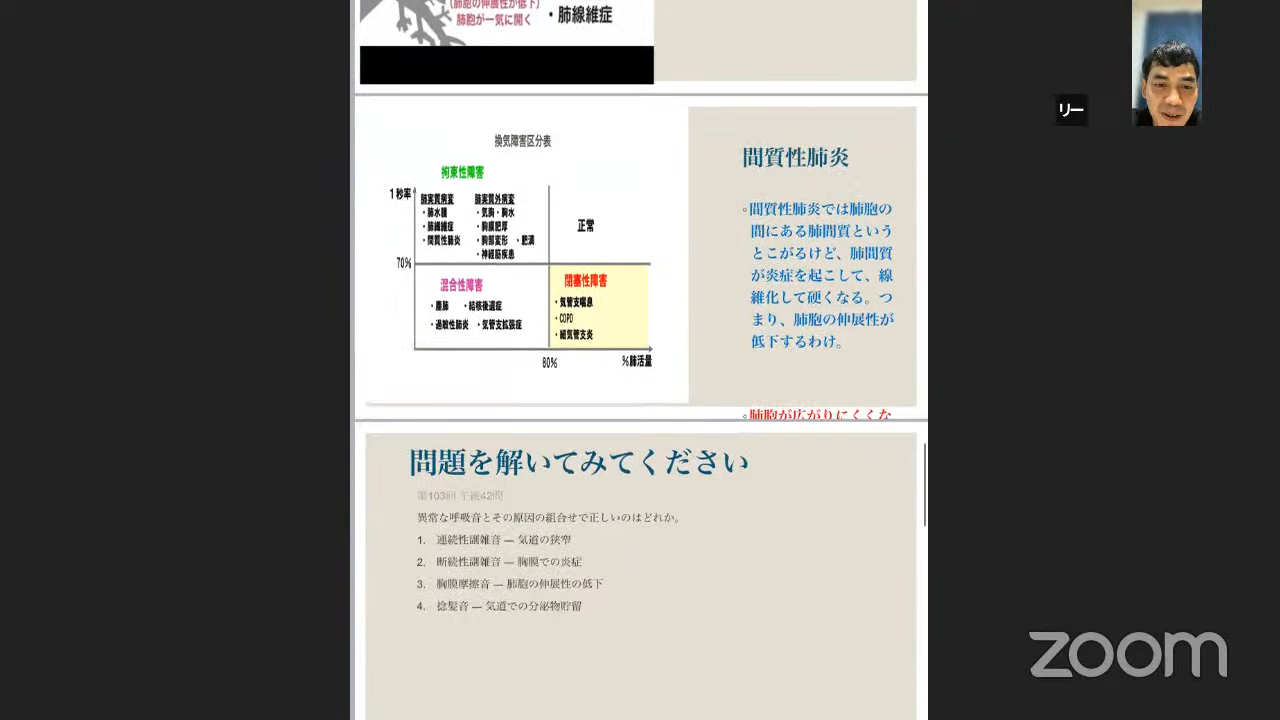 (肺胞の伸展性が低下)
肺胞が一気に開く
・肺線維症
換気障害区分表
拘束性障害
1秒率
肺実質病変
・肺水腫
・肺線維症
・間質性肺炎
肺実質外病変
・気胸・胸水
・胸膜肥厚
・胸郭変形 ・肥満
・神経筋疾患
正常
70%
混合性障害
・塵肺 ・結核後遺症
・過敏性肺炎 ・気管支拡張症
閉塞性障害
・気管支喘息
・COPD
・細気管支炎
80%
%肺活量
間質性肺炎
◦間質性肺炎では肺胞の
間にある肺間質という
とこがるけど、肺間質
が炎症を起こして、線
維化して硬くなる。つ
まり、肺胞の伸展性が
低下するわけ。
◦肺胞が広がりにくくな
問題を解いてみてください
第103回 午後42問
異常な呼吸音とその原因の組合せで正しいのはどれか。
1. 連続性副雑音 ― 気道の狭窄
2. 断続性副雑音 ― 胸膜での炎症
3. 胸膜摩擦音 ― 肺胞の伸展性の低下
4. 捻髪音 ― 気道での分泌物貯留
リー
zoom